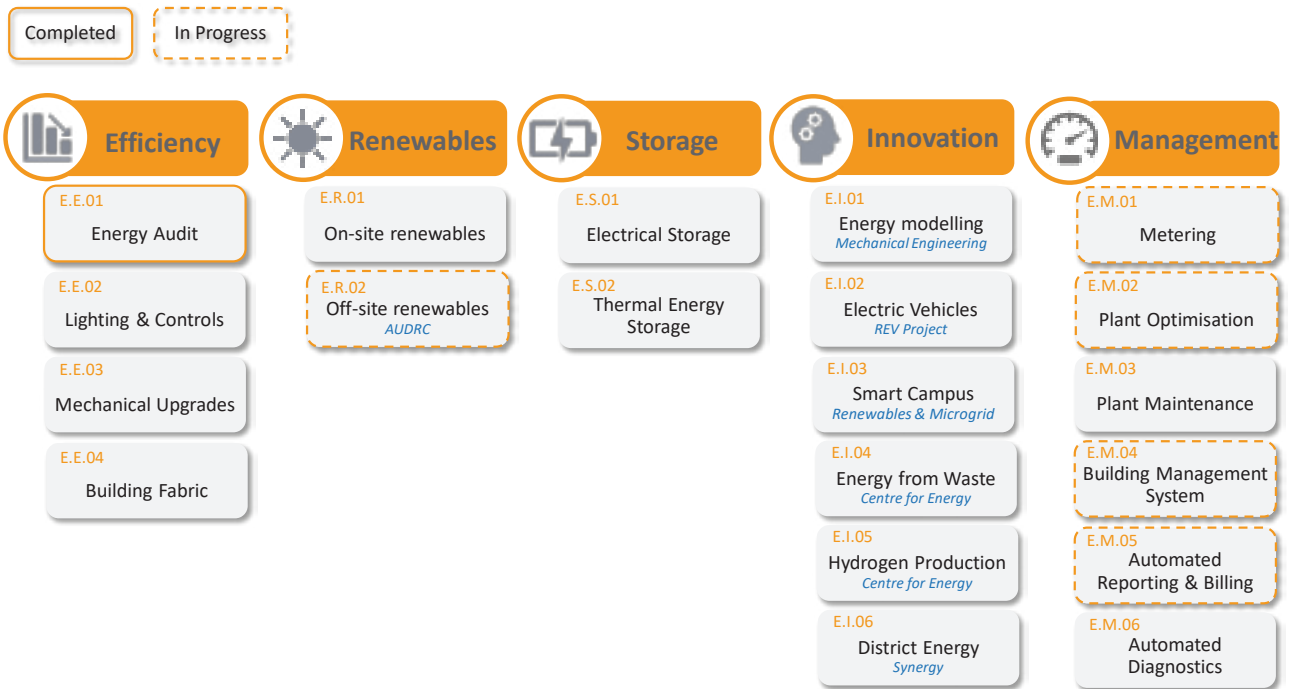 Completed
In Progress
Efficiency
E.E.01
Energy Audit
E.E.02
Lighting & Controls
E.E.03
Mechanical Upgrades
E.E.04
Building Fabric
Renewables
E.R.01
On-site renewables
E.R.02
Off-site renewables
AUDRC
Storage
E.S.01
Electrical Storage
E.S.02
Thermal Energy
Storage
Innovation
E.I.01
Energy modelling
Mechanical Engineering
E.I.02
Electric Vehicles
REV Project
E.I.03
Smart Campus
Renewables & Microgrid
E.I.04
Energy from Waste
Centre for Energy
E.I.05
Hydrogen Production
Centre for Energy
E.I.06
District Energy
Synergy
Management
E.M.01
Metering
E.M.02
Plant Optimisation
E.M.03
Plant Maintenance
E.M.04
Building Management
System
E.M.05
Automated
Reporting & Billing
E.M.06
Automated
Diagnostics